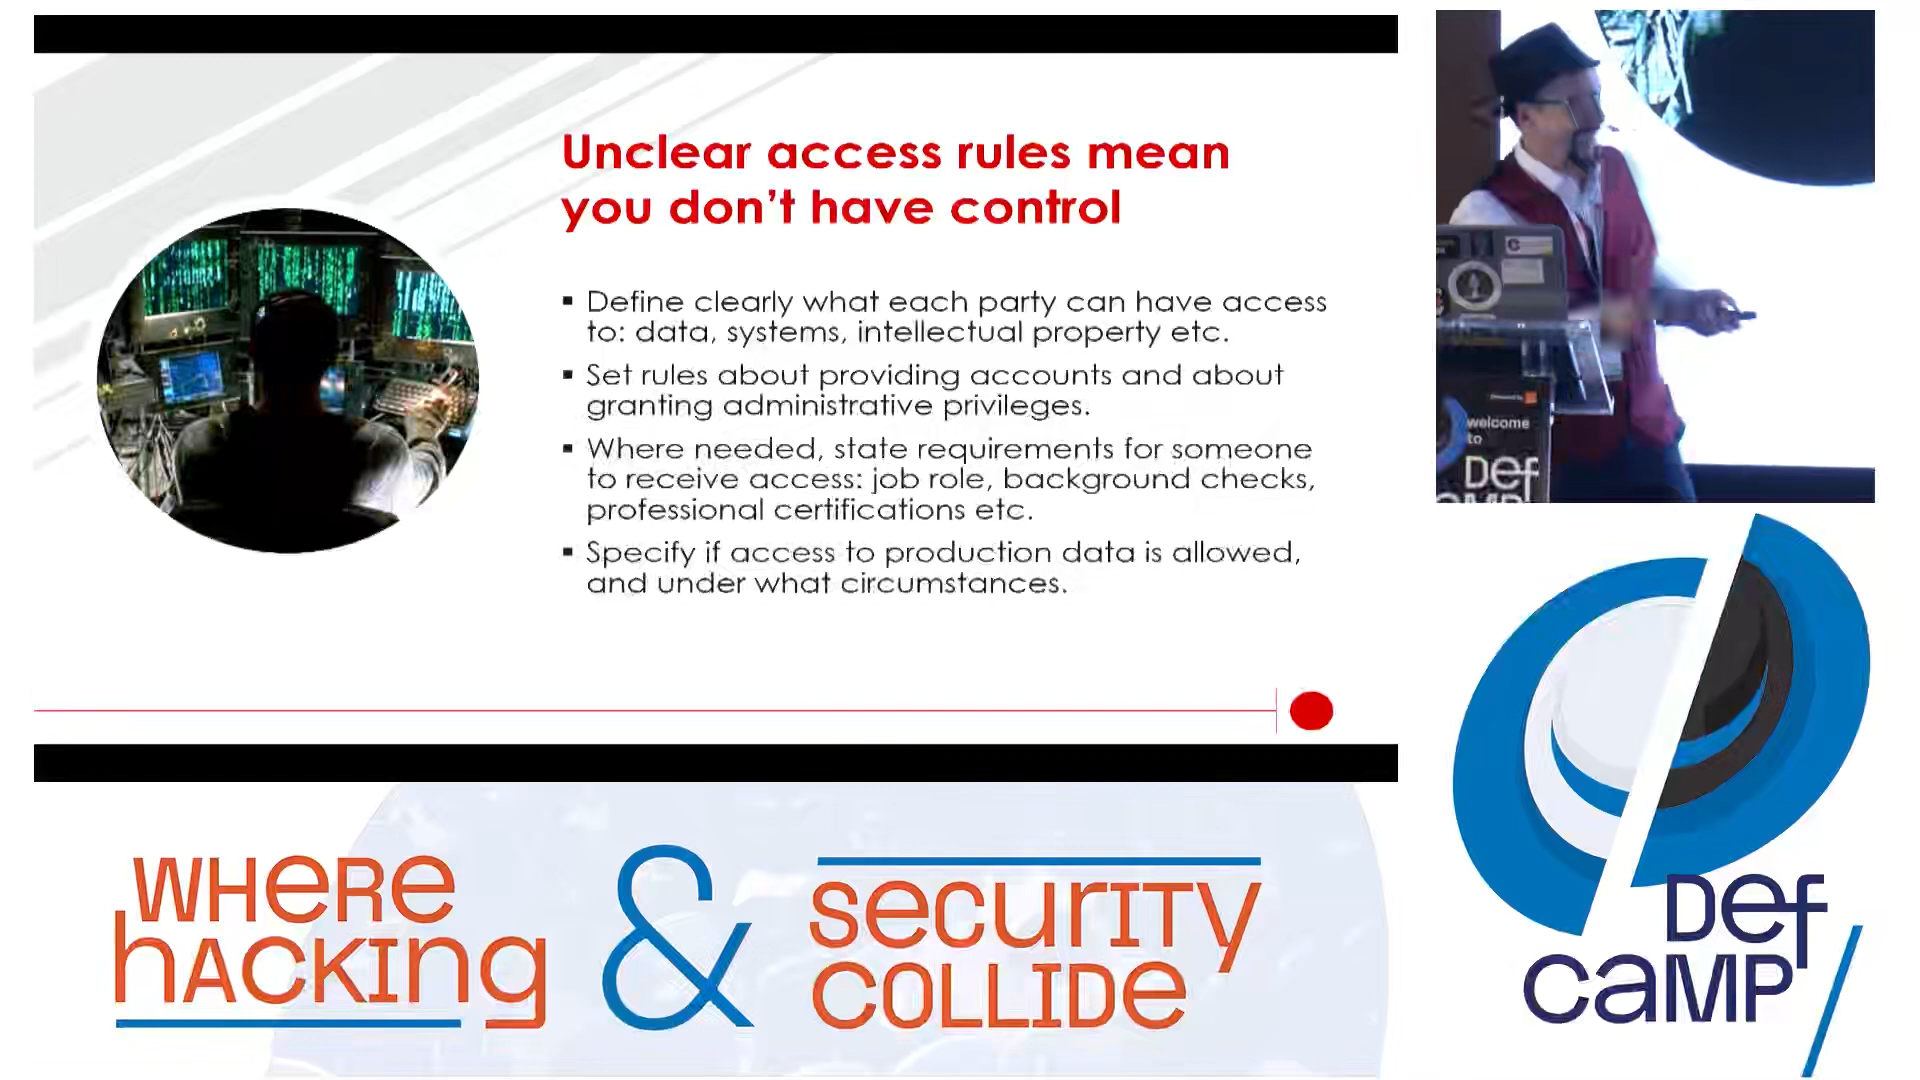 Unclear access rules mean
you don't have control
▪ Define clearly what each party can have access
to: data, systems, intellectual property etc.
▪ Set rules about providing accounts and about
granting administrative privileges.
▪ Where needed, state requirements for someone
to receive access: job role, background checks,
professional certifications etc.
▪ Specify if access to production data is allowed,
and under what circumstances.
welcome
to
Def
CAMP
WHERE
HACKING
&
SECURITY
COLLIDE
DEF
CAMP